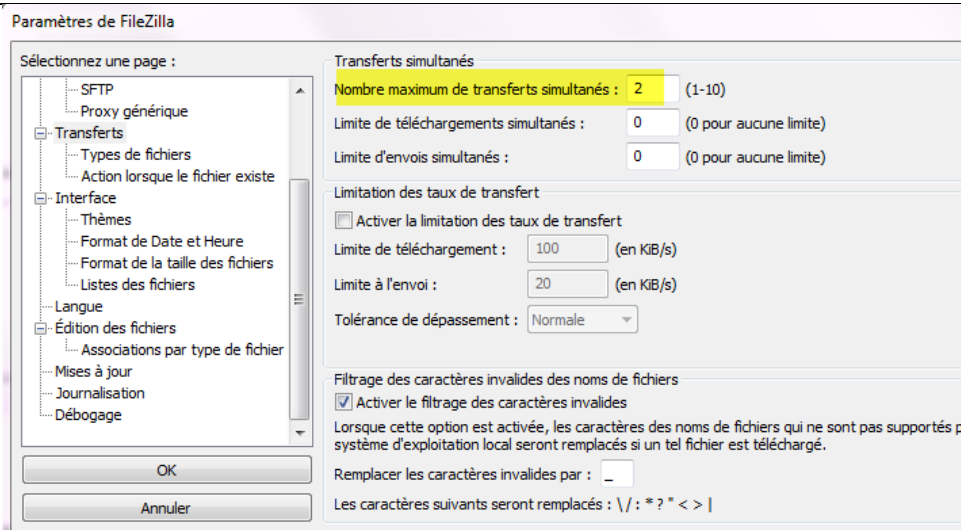 Paramètres de FileZilla
Sélectionnez une page :
SFTP
Proxy générique
Transferts
Types de fichiers
Action lorsque le fichier existe
Interface
Thèmes
Format de Date et Heure
Format de la taille des fichiers
Listes des fichiers
Langue
Édition des fichiers
Associations par type de fichier
Mises à jour
Journalisation
Débogage
OK
Annuler
Transferts simultanés
Nombre maximum de transferts simultanés : 2 (1-10)
Limite de téléchargements simultanés : 0 (0 pour aucune limite)
Limite d'envois simultanés : 0 (0 pour aucune limite)
Limitation des taux de transfert
Activer la limitation des taux de transfert
Limite de téléchargement : 100 (en KiB/s)
Limite à l'envoi : 20 (en KiB/s)
Tolérance de dépassement : Normale
Filtrage des caractères invalides des noms de fichiers
Activer le filtrage des caractères invalides
Lorsque cette option est activée, les caractères des noms de fichiers qui ne sont pas supportés p
système d'exploitation local seront remplacés si un tel fichier est téléchargé.
Remplacer les caractères invalides par : _
Les caractères suivants seront remplacés : \ / : * ? " < > |